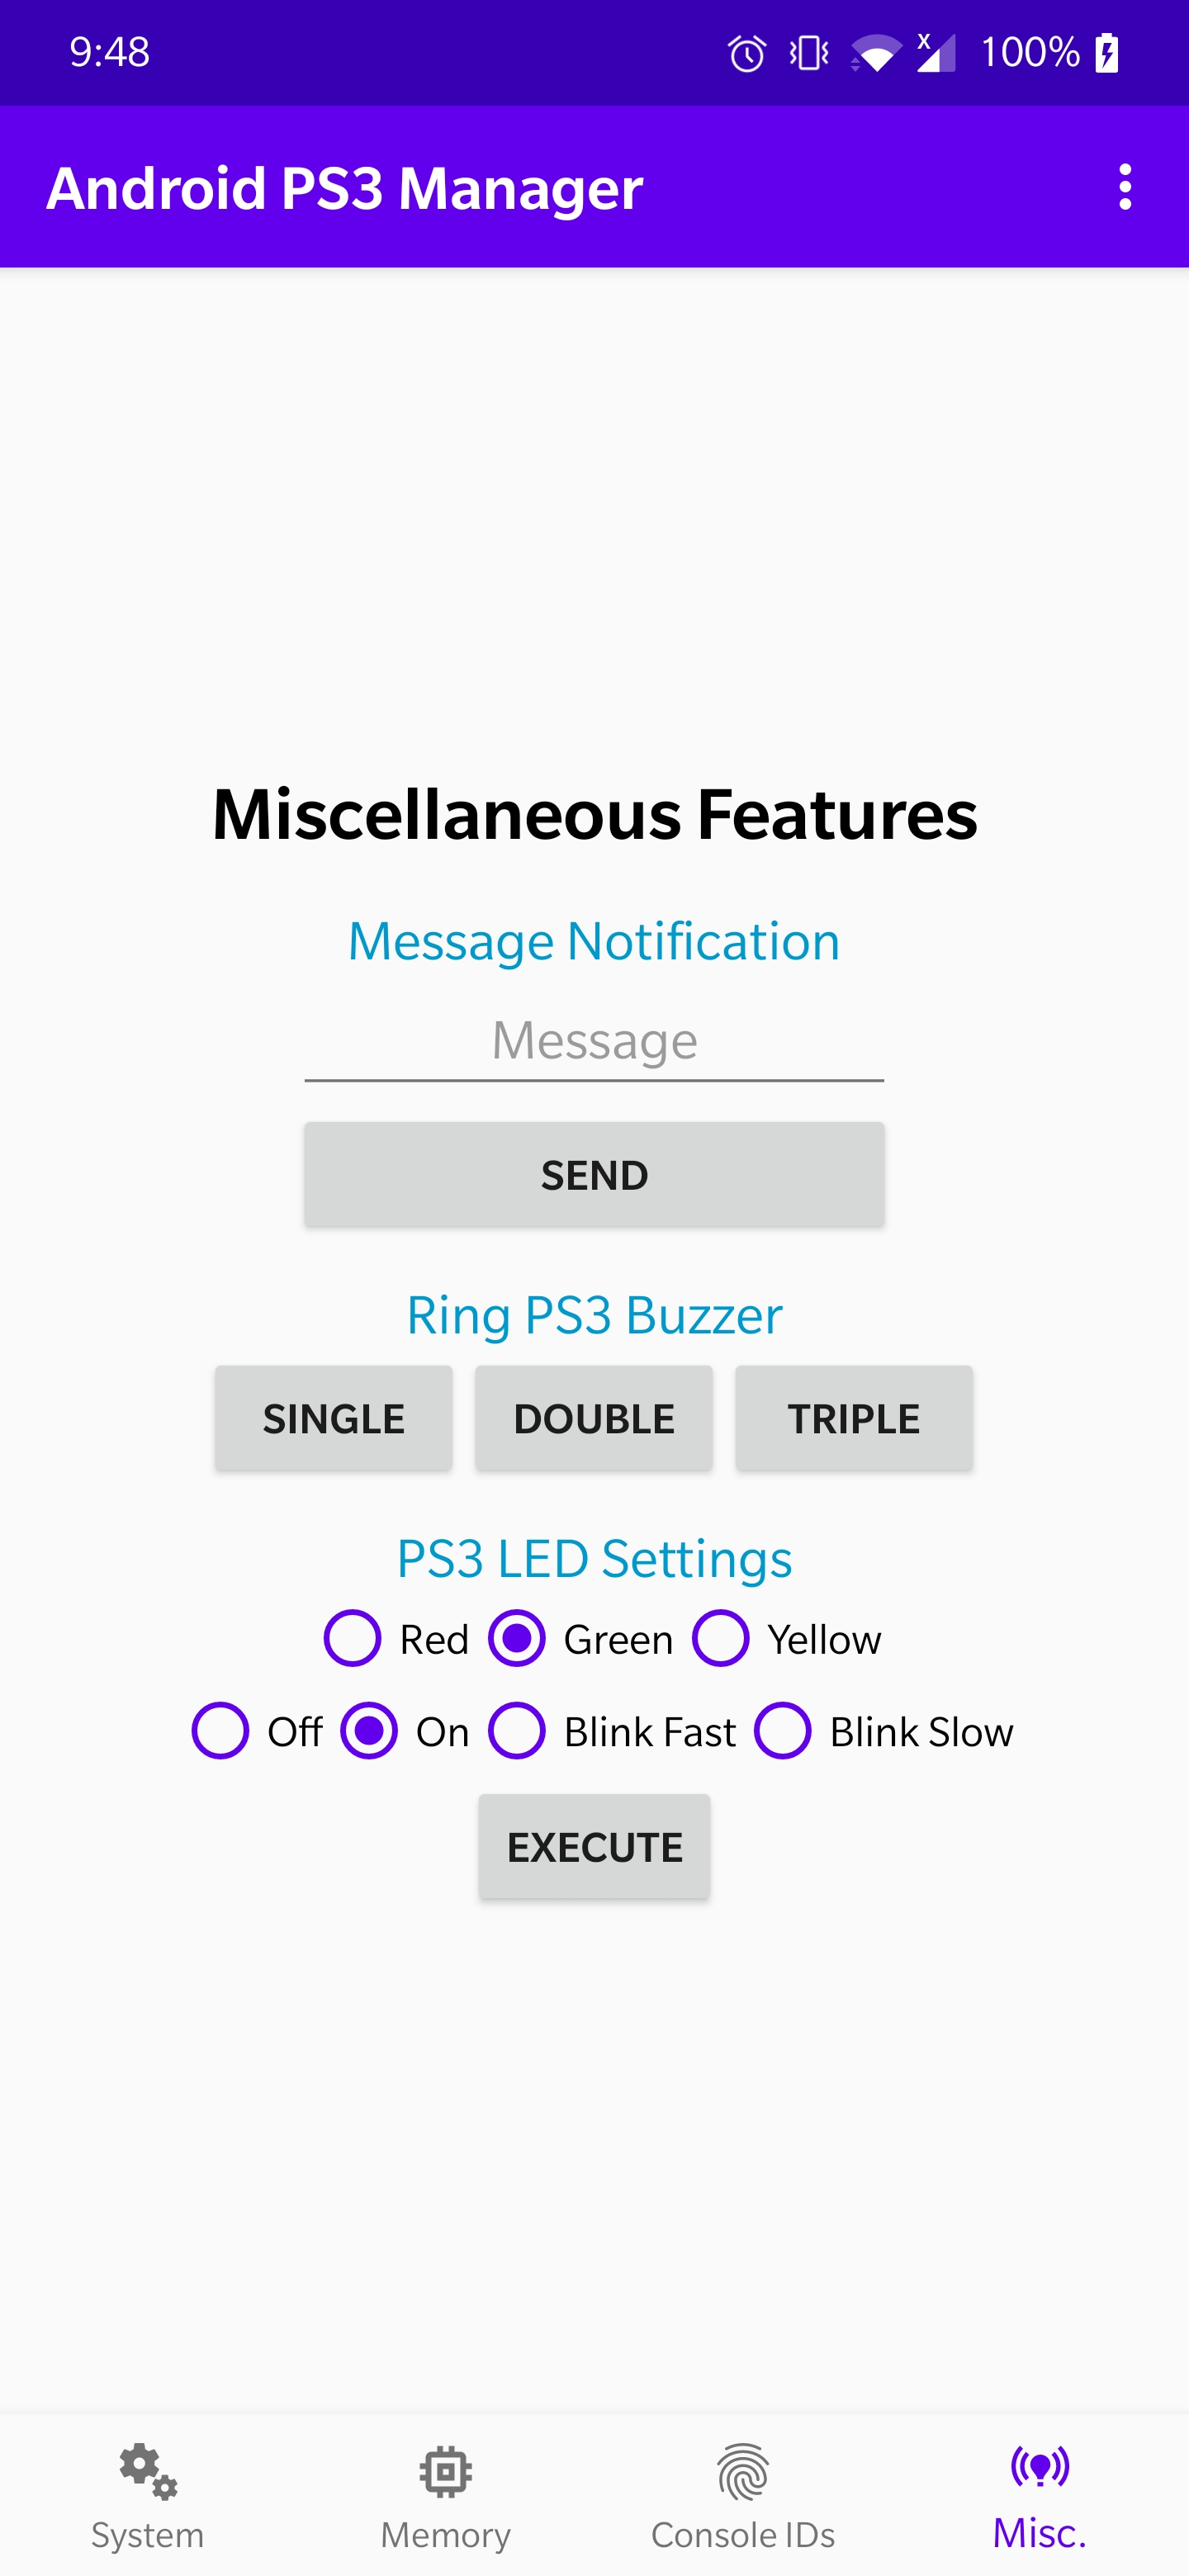 9:48
x
100%
Android PS3 Manager
Miscellaneous Features
Message Notification
Message
SEND
Ring PS3 Buzzer
SINGLE DOUBLE TRIPLE
PS3 LED Settings
Red Green Yellow
Off On Blink Fast Blink Slow
EXECUTE
System Memory Console IDs Misc.